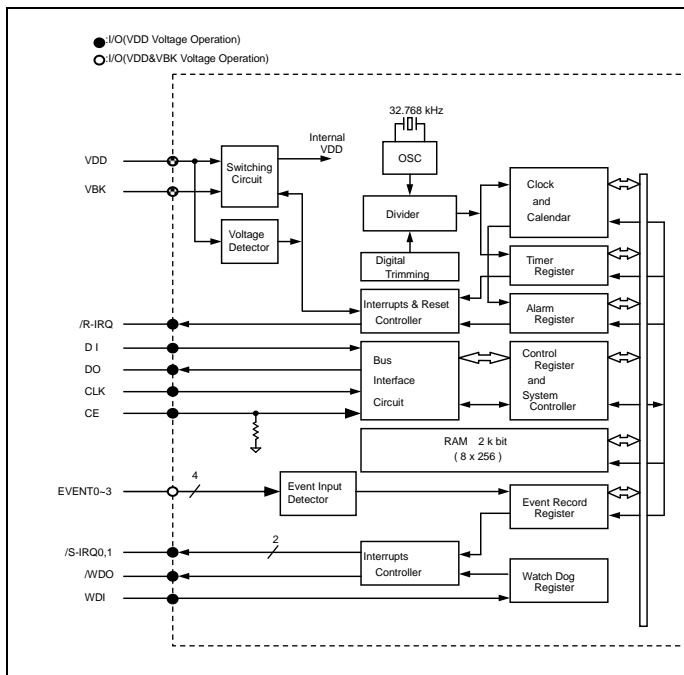 :I/O(VDD Voltage Operation)
:I/O(VDD&VBK Voltage Operation)
32.768 kHz
OSC
Internal
VDD
VDD
VBK
Switching
Circuit
Voltage
Detector
Divider
Digital
Trimming
Clock
and
Calendar
Timer
Register
Interrupts & Reset
Controller
Alarm
Register
/R-IRQ
D I
DO
CLK
CE
Bus
Interface
Circuit
Control
Register
and
System
Controller
RAM 2 k bit
( 8 x 256 )
EVENT0~3
4
Event Input
Detector
Event Record
Register
/S-IRQ0,1
2
/WDO
WDI
Interrupts
Controller
Watch Dog
Register